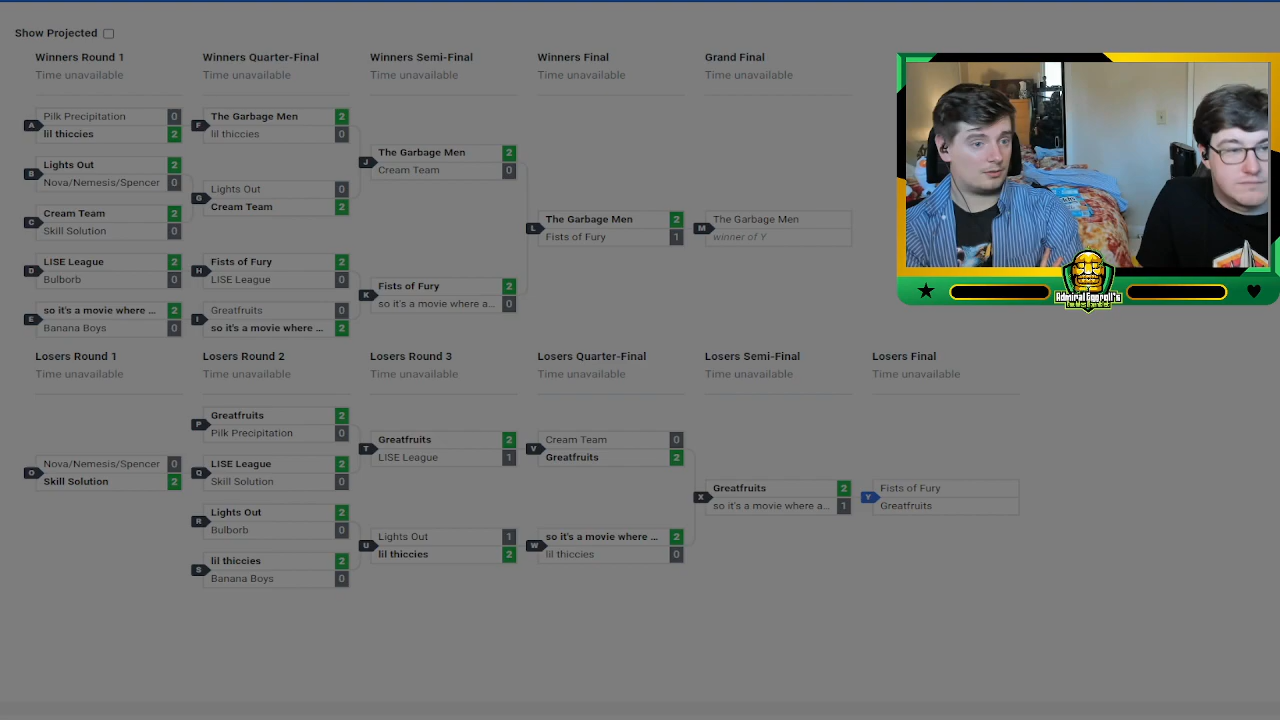 Show Projected
Winners Round 1
Time unavailable
Winners Quarter-Final
Time unavailable
Winners Semi-Final
Time unavailable
Winners Final
Time unavailable
Grand Final
Time unavailable
A
Pilk Precipitation 0
lil thiccies 2
B
Lights Out 2
Nova/Nemesis/Spencer 0
C
Cream Team 2
Skill Solution 0
D
LISE League 2
Bulborb 0
E
so it's a movie where ... 2
Banana Boys 0
F
The Garbage Men 2
lil thiccies 0
G
Lights Out 0
Cream Team 2
H
Fists of Fury 2
LISE League 0
I
Greatfruits 0
so it's a movie where ... 2
J
The Garbage Men 2
Cream Team 0
K
Fists of Fury 2
so it's a movie where a... 0
L
The Garbage Men 2
Fists of Fury 1
M
The Garbage Men
winner of Y
Losers Round 1
Time unavailable
Losers Round 2
Time unavailable
Losers Round 3
Time unavailable
Losers Quarter-Final
Time unavailable
Losers Semi-Final
Time unavailable
Losers Final
Time unavailable
O
Nova/Nemesis/Spencer 0
Skill Solution 2
P
Greatfruits 2
Pilk Precipitation 0
Q
LISE League 2
Skill Solution 0
R
Lights Out 2
Bulborb 0
S
lil thiccies 2
Banana Boys 0
T
Greatfruits 2
LISE League 1
U
Lights Out 1
lil thiccies 2
V
Cream Team 0
Greatfruits 2
W
so it's a movie where ... 2
lil thiccies 0
X
Greatfruits 2
so it's a movie where a... 1
Y
Fists of Fury
Greatfruits